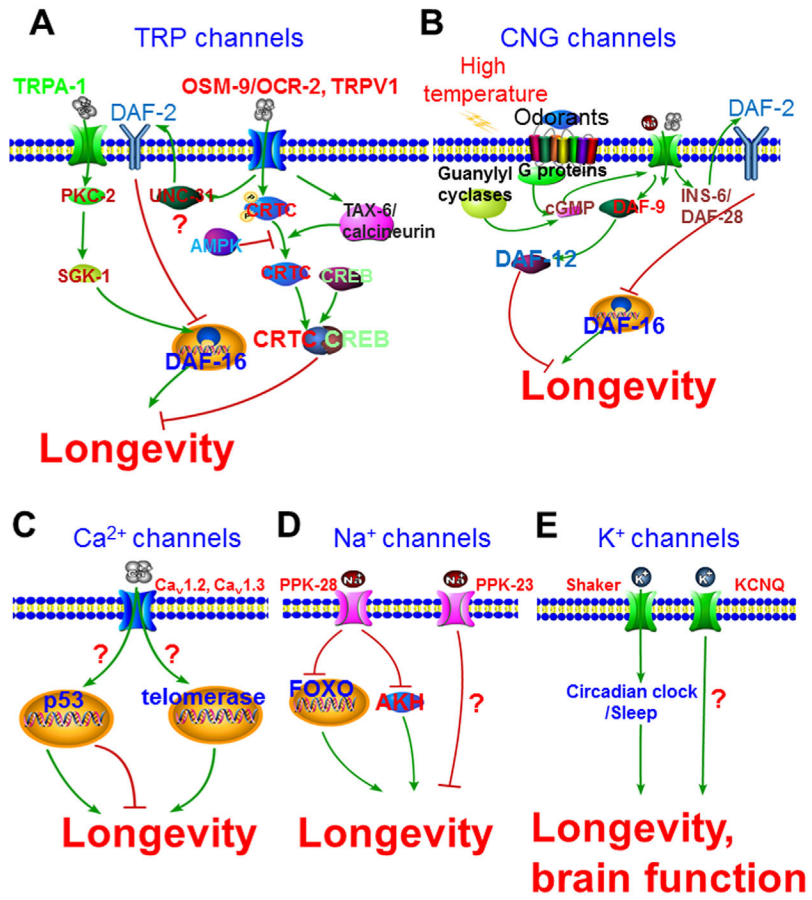 A
TRP channels
TRPA-1
DAF-2
OSM-9/OCR-2, TRPV1
PKC-2
UNC-31
?
P
P
CRTC
TAX-6/
calcineurin
AMPK
SGK-1
CRTC
CREB
DAF-16
CRTC
CREB
Longevity
B
CNG channels
High
temperature
Odorants
Na+
DAF-2
Guanylyl
cyclases
G proteins
cGMP
DAF-9
INS-6/
DAF-28
DAF-12
DAF-16
Longevity
C
Ca2+ channels
Cav1.2, Cav1.3
?
?
p53
telomerase
Longevity
D
Na+ channels
PPK-28
Na+
Na+
PPK-23
FOXO
AKH
?
Longevity
E
K+ channels
Shaker
K+
K+
KCNQ
Circadian clock
/Sleep
?
Longevity,
brain function